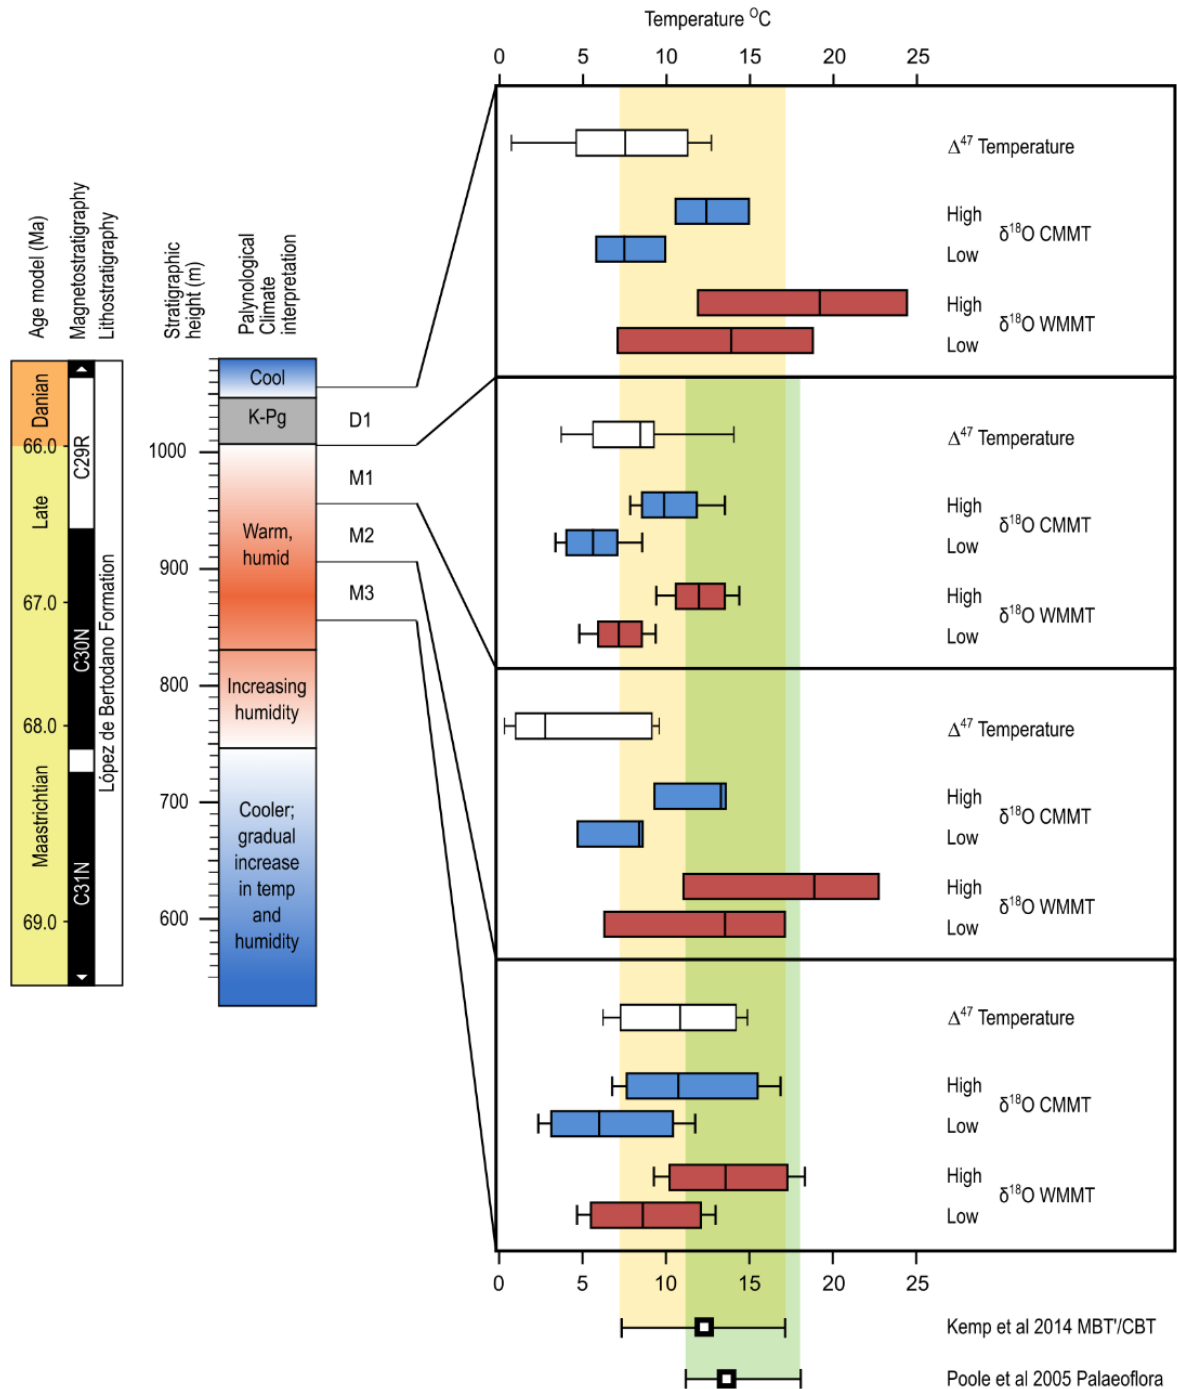 Temperature ᴼC
0 5 10 15 20 25
Age model (Ma)
Magnetostratigraphy
Lithostratigraphy
Stratigraphic
height (m)
Palynological
Climate
interpretation
Danian
66.0
Late
67.0
68.0
Maastrichtian
69.0
C29R
C30N
C31N
López de Bertodano Formation
1000
900
800
700
600
Cool
K-Pg
Warm,
humid
Increasing
humidity
Cooler;
gradual
increase
in temp
and
humidity
D1
M1
M2
M3
Δ⁴⁷ Temperature
High
Low
δ¹⁸O CMMT
High
Low
δ¹⁸O WMMT
Δ⁴⁷ Temperature
High
Low
δ¹⁸O CMMT
High
Low
δ¹⁸O WMMT
Δ⁴⁷ Temperature
High
Low
δ¹⁸O CMMT
High
Low
δ¹⁸O WMMT
Δ⁴⁷ Temperature
High
Low
δ¹⁸O CMMT
High
Low
δ¹⁸O WMMT
0 5 10 15 20 25
Kemp et al 2014 MBT'/CBT
Poole et al 2005 Palaeoflora